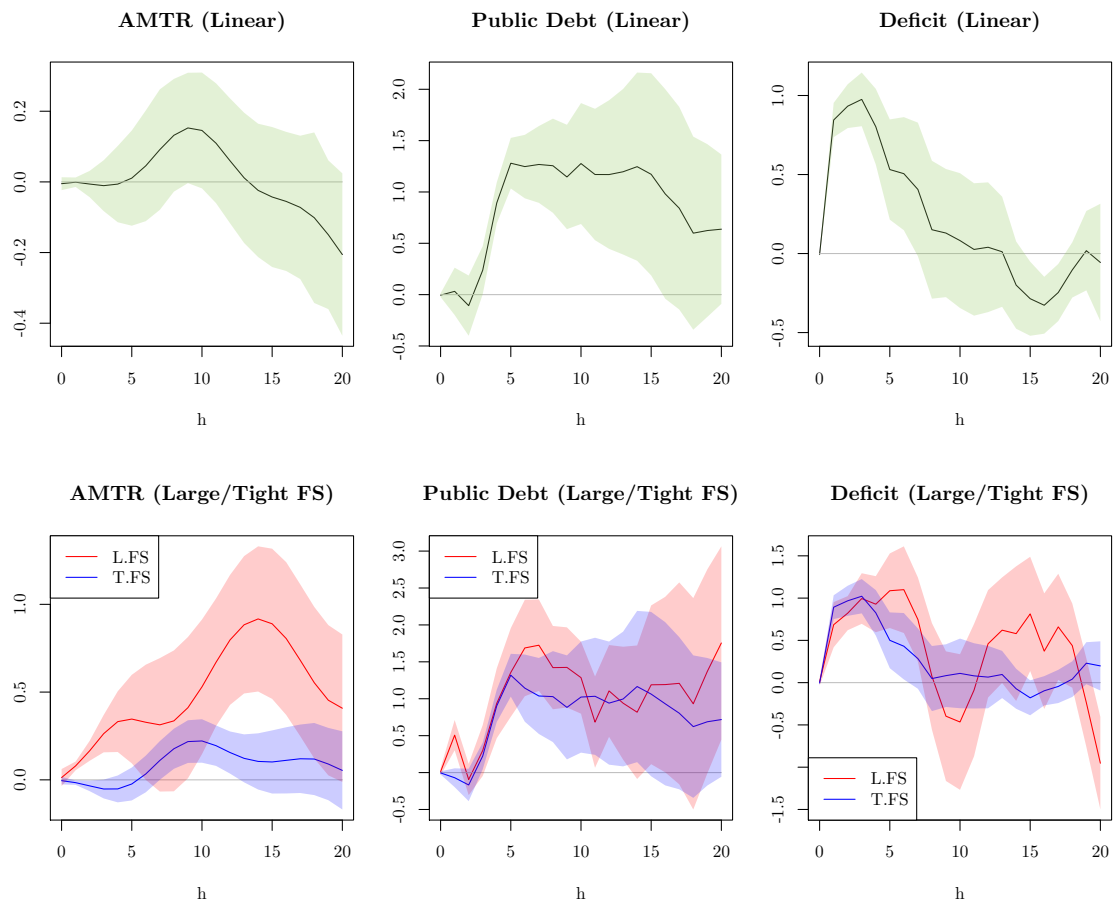 AMTR (Linear)
0.2
0.0
-0.2
-0.4
0 5 10 15 20
h
Public Debt (Linear)
2.0
1.5
1.0
0.5
0.0
-0.5
0 5 10 15 20
h
Deficit (Linear)
1.0
0.5
0.0
-0.5
0 5 10 15 20
h
AMTR (Large/Tight FS)
L.FS
T.FS
1.0
0.5
0.0
0 5 10 15 20
h
Public Debt (Large/Tight FS)
L.FS
T.FS
3.0
2.5
2.0
1.5
1.0
0.5
-0.5
0 5 10 15 20
h
Deficit (Large/Tight FS)
1.5
1.0
0.5
0.0
-0.5
-1.5
L.FS
T.FS
0 5 10 15 20
h